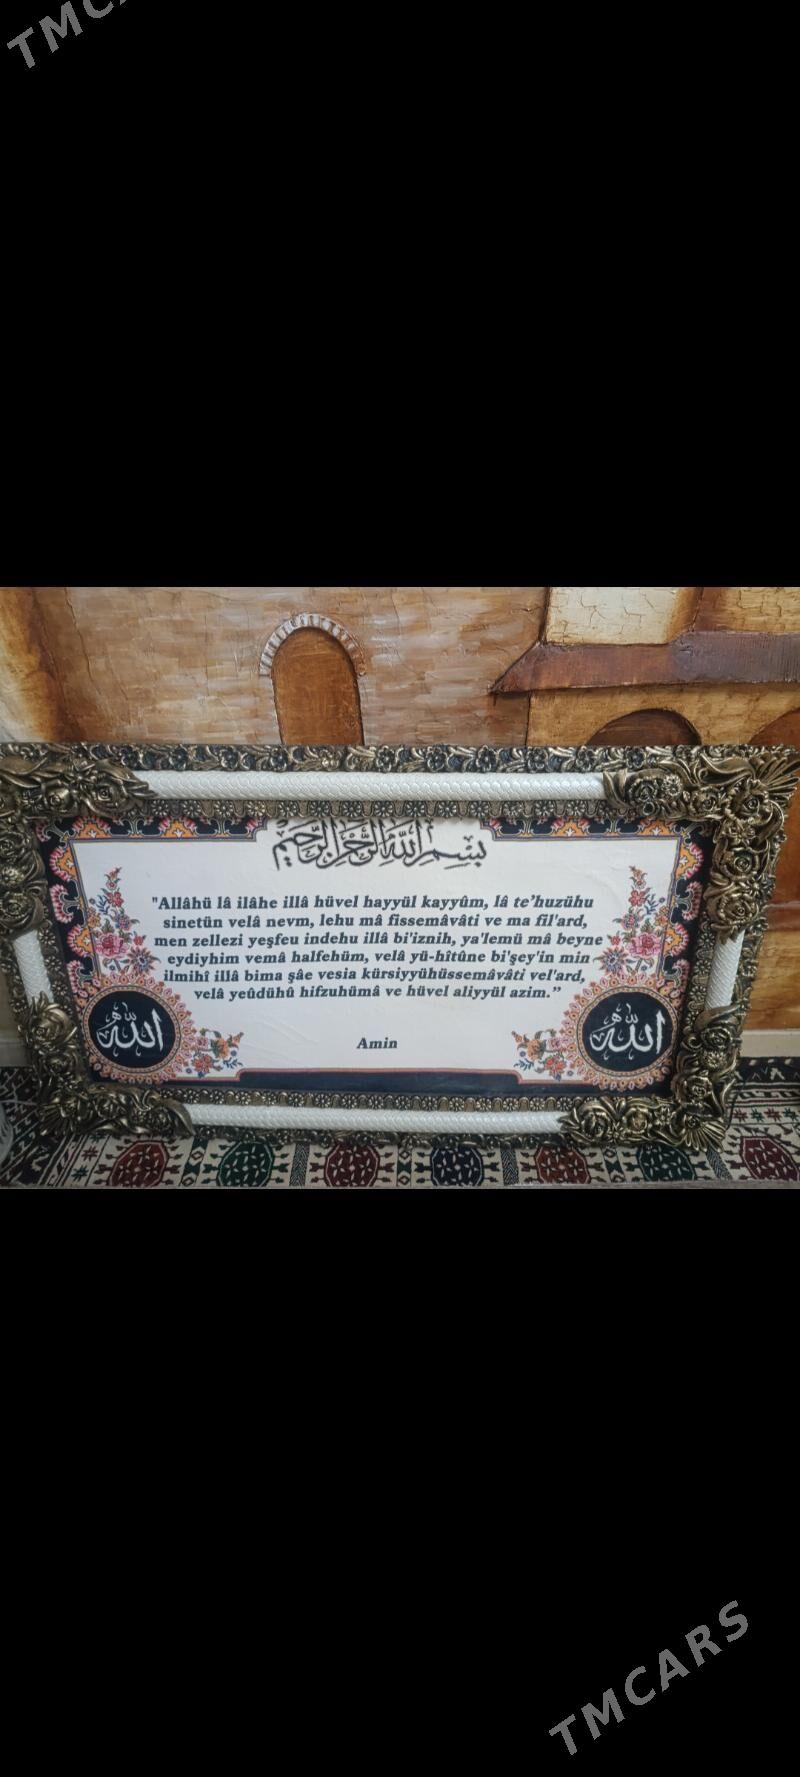 TMC
بسم الله الرحمن الرحيم
"Allâhü lâ ilâhe illâ hüvel hayyül kayyûm, lâ te’huzühu
sinetün velâ nevm, lehu mâ fissemâvâti ve ma fil'ard,
men zellezi yeşfeu indehu illâ bi'iznih, ya'lemü mâ beyne
eydiyhim vemâ halfehüm, velâ yü-hîtûne bi'şey'in min
ilmihî illâ bima şâe vesia kürsiyyühüssemâvâti vel'ard,
velâ yeûdühû hifzuhümâ ve hüvel aliyyül azim.”
الله
الله
Amin
TMCARS